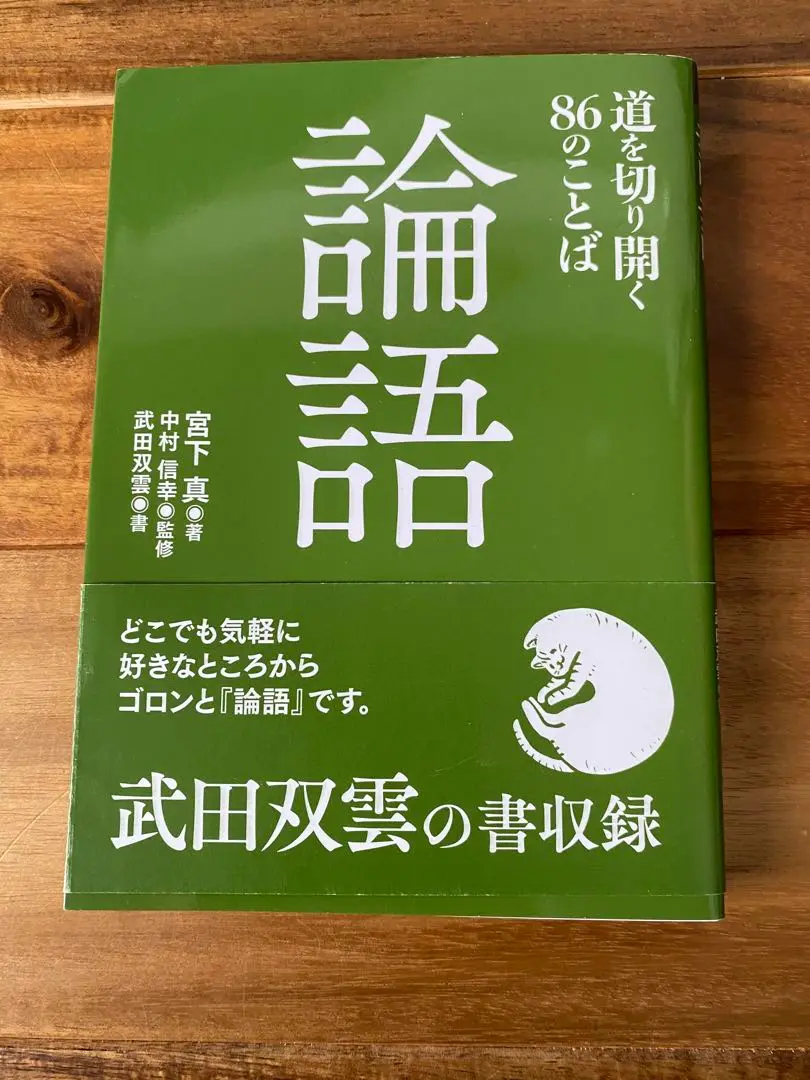 道を切り開く
86のことば
論語
宮下 真◉著
中村 信幸◉監修
武田双雲◉書
どこでも気軽に
好きなところから
ゴロンと『論語』です。
武田双雲の書収録